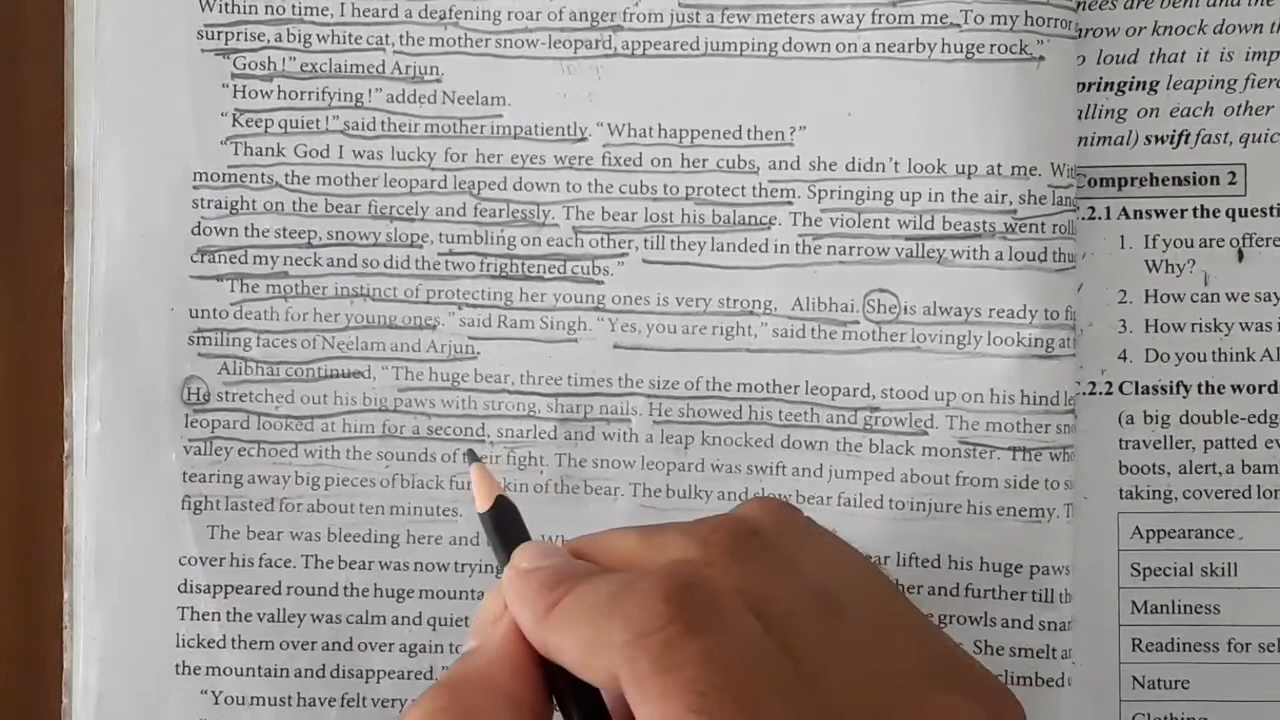 Within no time, I heard a deafening roar of anger from just a few meters away from me. To my horror
surprise, a big white cat, the mother snow-leopard, appeared jumping down on a nearby huge rock."
"Gosh !" exclaimed Arjun.
"How horrifying !" added Neelam.
"Keep quiet !" said their mother impatiently. "What happened then ?"
"Thank God I was lucky for her eyes were fixed on her cubs, and she didn't look up at me. Wit
moments, the mother leopard leaped down to the cubs to protect them. Springing up in the air, she lan
straight on the bear fiercely and fearlessly. The bear lost his balance. The violent wild beasts went roll
down the steep, snowy slope, tumbling on each other, till they landed in the narrow valley with a loud thu
craned my neck and so did the two frightened cubs."
"The mother instinct of protecting her young ones is very strong, Alibhai. She is always ready to fi
unto death for her young ones." said Ram Singh. "Yes, you are right," said the mother lovingly looking at
smiling faces of Neelam and Arjun.
Alibhai continued, "The huge bear, three times the size of the mother leopard, stood up on his hind le
He stretched out his big paws with strong, sharp nails. He showed his teeth and growled. The mother sno
leopard looked at him for a second, snarled and with a leap knocked down the black monster. The who
valley echoed with the sounds of their fight. The snow leopard was swift and jumped about from side to si
tearing away big pieces of black fur kin of the bear. The bulky and slow bear failed to injure his enemy. T
fight lasted for about ten minutes.
The bear was bleeding here and Wh ear lifted his huge paws
cover his face. The bear was now trying her and further till th
disappeared round the huge mounta growls and snar
Then the valley was calm and quiet She smelt an
licked them over and over again to climbed
the mountain and disappeared."
"You must have felt very
nees are bent and the
hrow or knock down t
o loud that it is imp
pringing leaping fierc
alling on each other
nimal) swift fast, quic
Comprehension 2
C.2.1 Answer the questi
1. If you are offere
Why?
2. How can we say
3. How risky was i
4. Do you think Al
C.2.2 Classify the word
(a big double-edg
traveller, patted ev
boots, alert, a bam
taking, covered lon
Appearance
Special skill
Manliness
Readiness for sel
Nature
Clothing